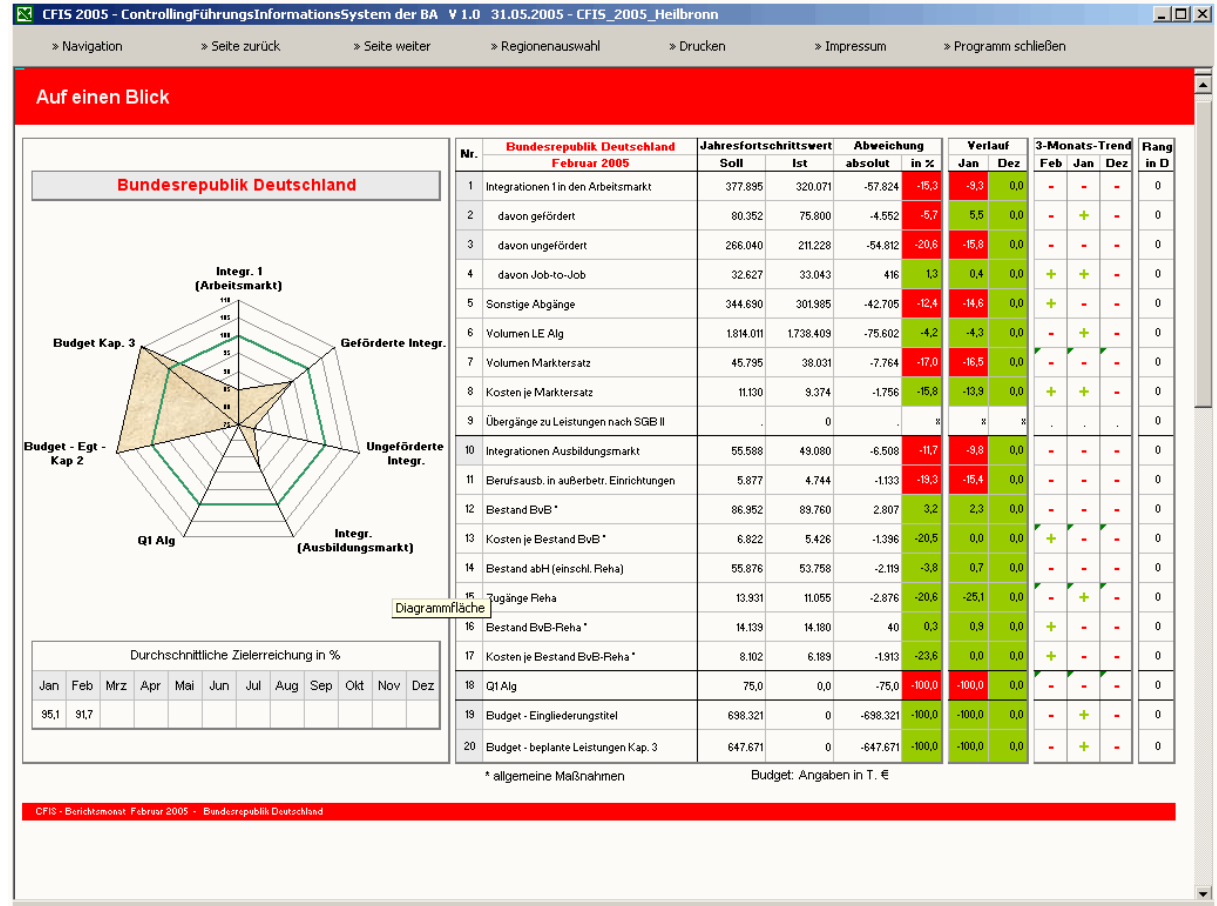 CFIS 2005 - ControllingFührungsInformationsSystem der BA V 1.0 31.05.2005 - CFIS_2005_Heilbronn
» Navigation » Seite zurück » Seite weiter » Regionenauswahl » Drucken » Impressum » Programm schließen
Auf einen Blick
Bundesrepublik Deutschland
Integr. 1
(Arbeitsmarkt)
110
105
100
95
90
85
80
75
Budget Kap. 3
Geförderte Integr.
Budget - Egt -
Kap 2
Ungeförderte
Integr.
Q1 Alg
Integr.
(Ausbildungsmarkt)
Diagrammfläche
Durchschnittliche Zielerreichung in %
Jan Feb Mrz Apr Mai Jun Jul Aug Sep Okt Nov Dez
95,1 91,7
Nr. Bundesrepublik Deutschland Jahresfortschrittswert Abweichung Verlauf 3-Monats-Trend Rang
Februar 2005 Soll Ist absolut in % Jan Dez Feb Jan Dez in D
1 Integrationen 1 in den Arbeitsmarkt 377.895 320.071 -57.824 -15,3 -9,3 0,0 - - - 0
2 davon gefördert 80.352 75.800 -4.552 -5,7 5,5 0,0 - + - 0
3 davon ungefördert 266.040 211.228 -54.812 -20,6 -15,8 0,0 - - - 0
4 davon Job-to-Job 32.627 33.043 416 1,3 0,4 0,0 + + - 0
5 Sonstige Abgänge 344.690 301.985 -42.705 -12,4 -14,6 0,0 + - - 0
6 Volumen LE Alg 1.814.011 1.738.409 -75.602 -4,2 -4,3 0,0 - + - 0
7 Volumen Marktersatz 45.795 38.031 -7.764 -17,0 -16,5 0,0 - - - 0
8 Kosten je Marktersatz 11.130 9.374 -1.756 -15,8 -13,9 0,0 + + - 0
9 Übergänge zu Leistungen nach SGB II . 0 . x x x . . . 0
10 Integrationen Ausbildungsmarkt 55.588 49.080 -6.508 -11,7 -9,8 0,0 - - - 0
11 Berufsausb. in außerbetr. Einrichtungen 5.877 4.744 -1.133 -19,3 -15,4 0,0 - - - 0
12 Bestand BvB * 86.952 89.760 2.807 3,2 2,3 0,0 - - - 0
13 Kosten je Bestand BvB * 6.822 5.426 -1.396 -20,5 0,0 0,0 + - - 0
14 Bestand abH (einschl. Reha) 55.876 53.758 -2.119 -3,8 0,7 0,0 - - - 0
15 Zugänge Reha 13.931 11.055 -2.876 -20,6 -25,1 0,0 - + - 0
16 Bestand BvB-Reha * 14.139 14.180 40 0,3 0,9 0,0 + - - 0
17 Kosten je Bestand BvB-Reha * 8.102 6.189 -1.913 -23,6 0,0 0,0 + - - 0
18 Q1 Alg 75,0 0,0 -75,0 -100,0 -100,0 0,0 - - - 0
19 Budget - Eingliederungstitel 698.321 0 -698.321 -100,0 -100,0 0,0 - + - 0
20 Budget - beplante Leistungen Kap. 3 647.671 0 -647.671 -100,0 -100,0 0,0 - + - 0
* allgemeine Maßnahmen Budget: Angaben in T. €
CFIS - Berichtsmonat Februar 2005 - Bundesrepublik Deutschland